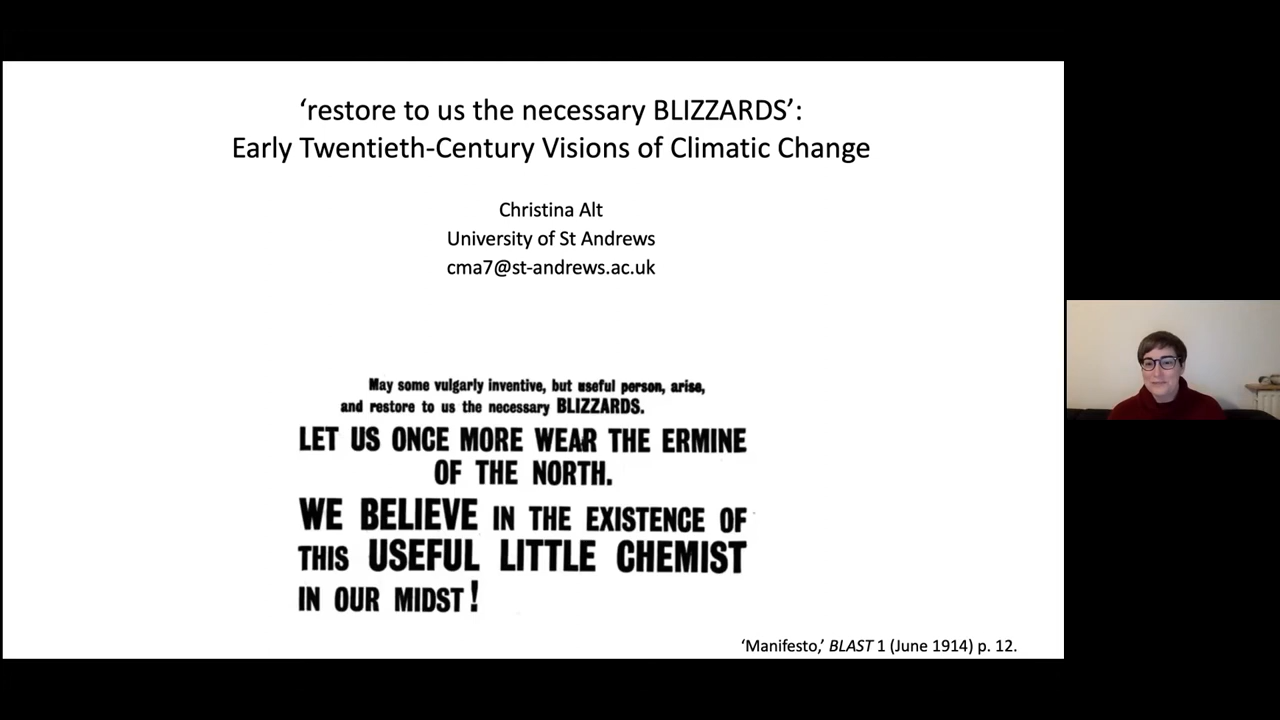 ‘restore to us the necessary BLIZZARDS’:
Early Twentieth-Century Visions of Climatic Change
Christina Alt
University of St Andrews
cma7@st-andrews.ac.uk
May some vulgarly inventive, but useful person, arise,
and restore to us the necessary BLIZZARDS.
LET US ONCE MORE WEAR THE ERMINE
OF THE NORTH.
WE BELIEVE IN THE EXISTENCE OF
THIS USEFUL LITTLE CHEMIST
IN OUR MIDST!
‘Manifesto,’ BLAST 1 (June 1914) p. 12.